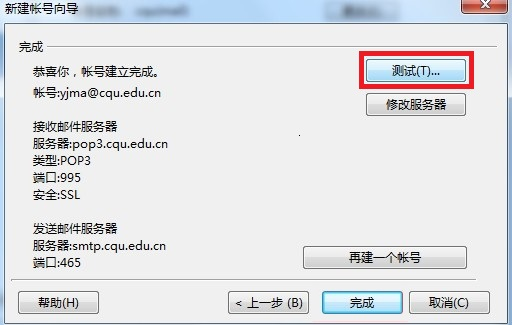 新建帐号向导
完成
恭喜你，帐号建立完成。
测试(T)...
帐号:yjma@cqu.edu.cn
修改服务器
接收邮件服务器
服务器:pop3.cqu.edu.cn
类型:POP3
端口:995
安全:SSL
发送邮件服务器
服务器:smtp.cqu.edu.cn
端口:465
再建一个帐号
帮助(H)
< 上一步 (B)
完成
取消(C)